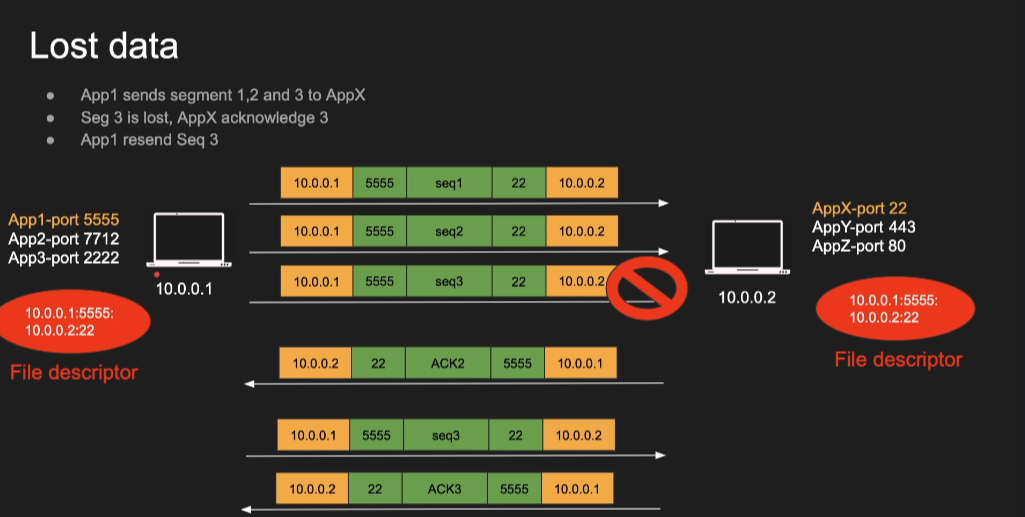 Lost data
App1 sends segment 1,2 and 3 to AppX
Seg 3 is lost, AppX acknowledge 3
App1 resend Seq 3
10.0.0.1 5555 seq1 22 10.0.0.2
App1-port 5555
App2-port 7712
App3-port 2222
10.0.0.1
10.0.0.1:5555:
10.0.0.2:22
File descriptor
10.0.0.1 5555 seq2 22 10.0.0.2
10.0.0.1 5555 seq3 22 10.0.0.2
AppX-port 22
AppY-port 443
AppZ-port 80
10.0.0.2
10.0.0.1:5555:
10.0.0.2:22
File descriptor
10.0.0.2 22 ACK2 5555 10.0.0.1
10.0.0.1 5555 seq3 22 10.0.0.2
10.0.0.2 22 ACK3 5555 10.0.0.1